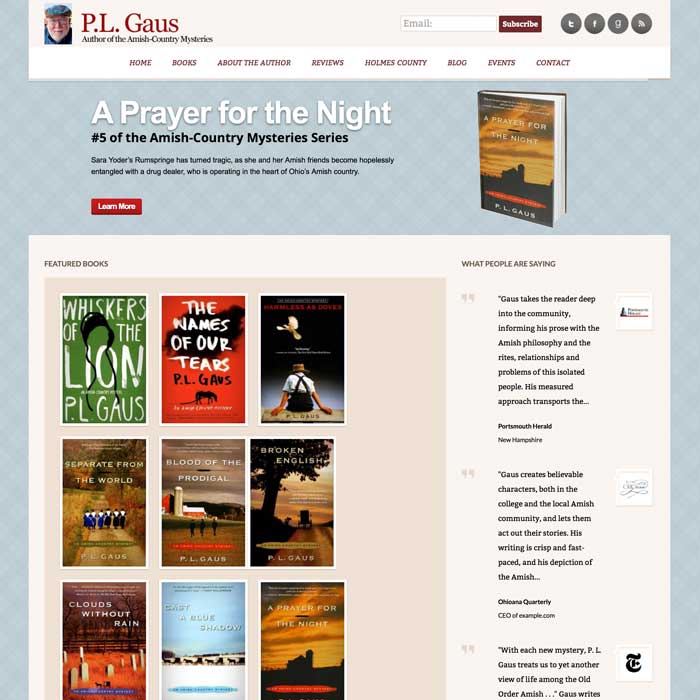 P.L. Gaus
Author of the Amish-Country Mysteries
Email:
Subscribe
HOME BOOKS ABOUT THE AUTHOR REVIEWS HOLMES COUNTY BLOG EVENTS CONTACT
A Prayer for the Night
#5 of the Amish-Country Mysteries Series
Sara Yoder's Rumspringe has turned tragic, as she and her Amish friends become hopelessly
entangled with a drug dealer, who is operating in the heart of Ohio's Amish country.
Learn More
A PRAYER FOR
THE NIGHT
P. L. GAUS
FEATURED BOOKS
WHISKERS
OF THE
LION
P.L. GAUS
THE
NAMES
OF OUR
TEARS
P.L. GAUS
HARMLESS AS DOVES
P.L. GAUS
SEPARATE FROM
THE WORLD
P. L. GAUS
BLOOD OF THE
PRODIGAL
P. L. GAUS
BROKEN
ENGLISH
P. L. GAUS
CLOUDS
WITHOUT
RAIN
CAST
A BLUE
SHADOW
A PRAYER FOR
THE NIGHT
WHAT PEOPLE ARE SAYING
"Gaus takes the reader deep
into the community,
informing his prose with the
Amish philosophy and the
rites, relationships and
problems of this isolated
people. His measured
approach transports the...
Portsmouth Herald
New Hampshire
"Gaus creates believable
characters, both in the
college and the local Amish
community, and lets them
act out their stories. His
writing is crisp and fast-
paced, and his depiction of
the Amish...
Ohioana Quarterly
CEO of example.com
"With each new mystery, P. L.
Gaus treats us to yet another
view of life among the Old
Order Amish . . ." Gaus writes